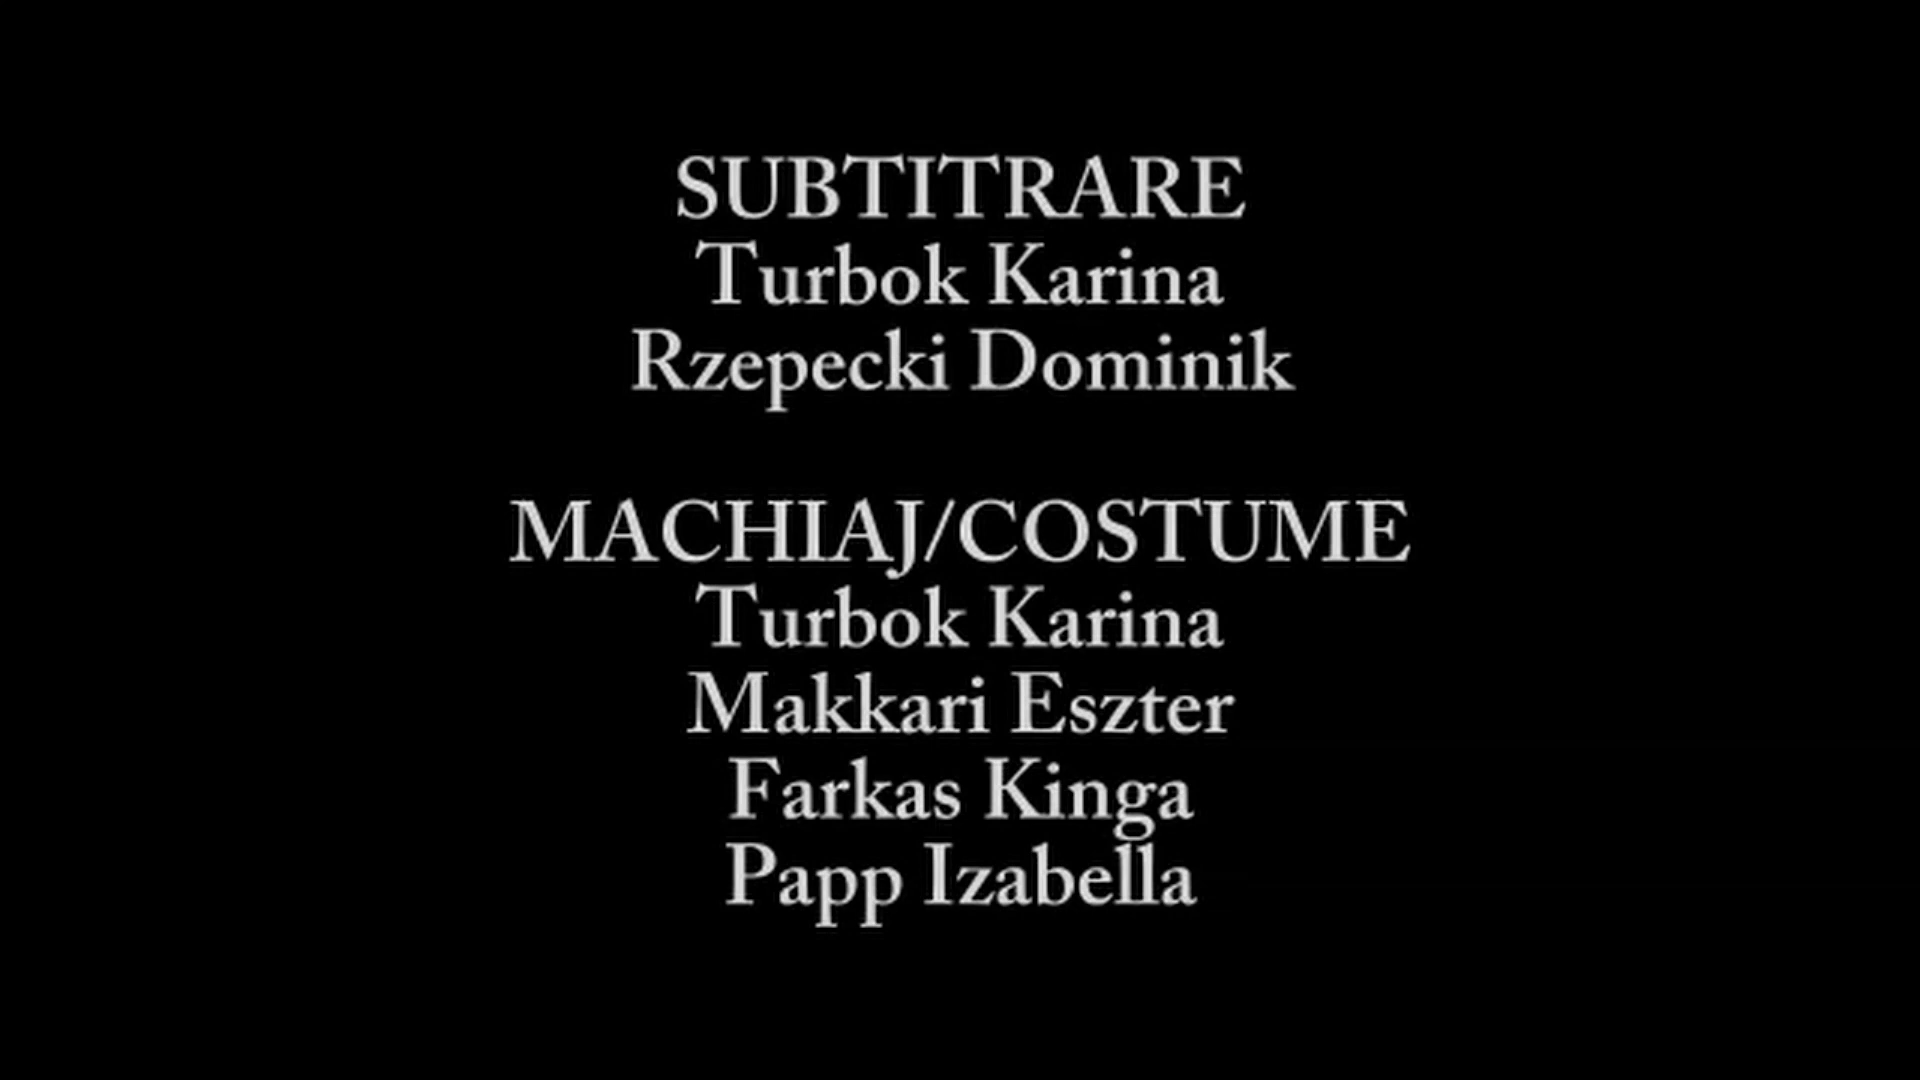 SUBTITRARE
Turbok Karina
Rzepecki Dominik
MACHIAJ/COSTUME
Turbok Karina
Makkari Eszter
Farkas Kinga
Papp Izabella